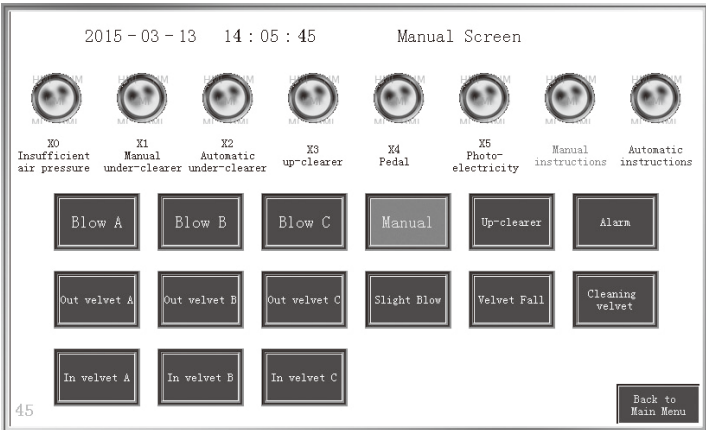 2015-03-13 14:05:45 Manual Screen
X0
Insufficient
air pressure
X1
Manual
under-clearer
X2
Automatic
under-clearer
X3
up-clearer
X4
Pedal
X5
Photo-
electricity
Manual
instructions
Automatic
instructions
Blow A
Blow B
Blow C
Manual
Up-clearer
Alarm
Out velvet A
Out velvet B
Out velvet C
Slight Blow
Velvet Fall
Cleaning
velvet
In velvet A
In velvet B
In velvet C
45
Back to
Main Menu